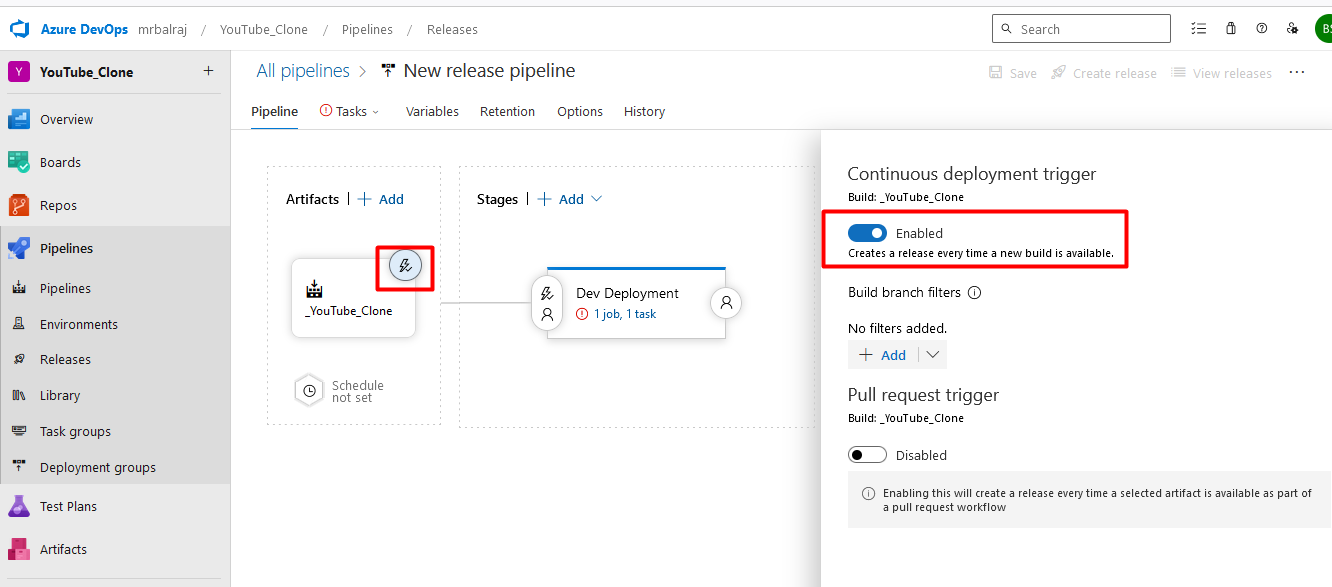 Azure DevOps mrbalraj / YouTube_Clone / Pipelines / Releases
Search
BS
Y YouTube_Clone +
Overview
Boards
Repos
Pipelines
Pipelines
Environments
Releases
Library
Task groups
Deployment groups
Test Plans
Artifacts
All pipelines > New release pipeline
Save Create release View releases ...
Pipeline Tasks Variables Retention Options History
Artifacts | + Add
Stages | + Add
_YouTube_Clone
Schedule
not set
Dev Deployment
1 job, 1 task
Continuous deployment trigger
Build: _YouTube_Clone
Enabled
Creates a release every time a new build is available.
Build branch filters
No filters added.
+ Add
Pull request trigger
Build: _YouTube_Clone
Disabled
Enabling this will create a release every time a selected artifact is available as part of
a pull request workflow